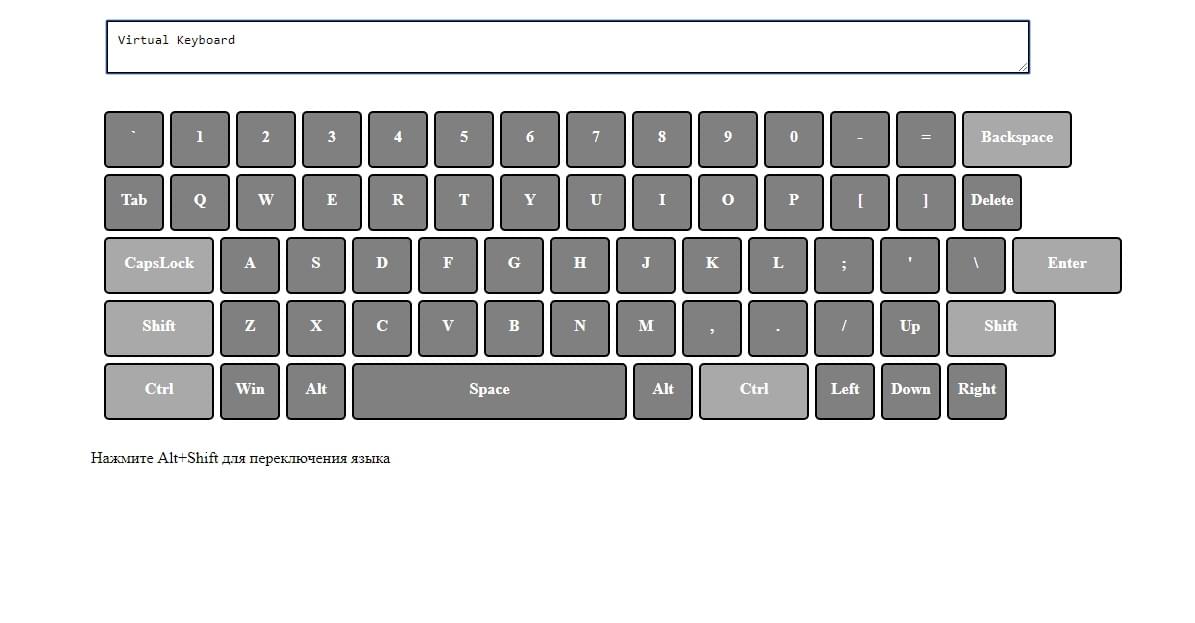 Virtual Keyboard
` 1 2 3 4 5 6 7 8 9 0 - = Backspace
Tab Q W E R T Y U I O P [ ] Delete
CapsLock A S D F G H J K L ; ' \ Enter
Shift Z X C V B N M , . / Up Shift
Ctrl Win Alt Space Alt Ctrl Left Down Right
Нажмите Alt+Shift для переключения языка